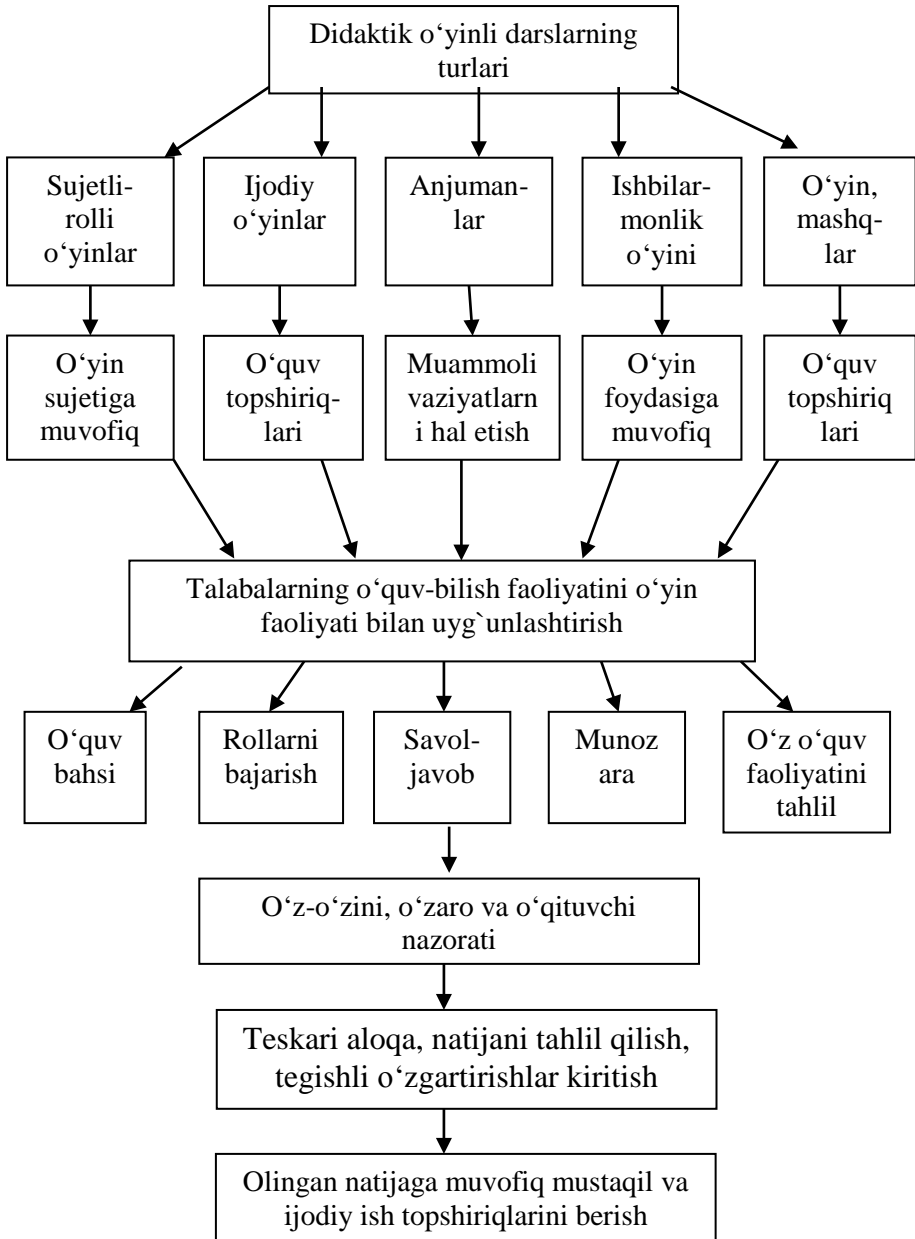 Didaktik o‘yinli darslarning
turlari
Sujetli-
rolli
o‘yinlar
Ijodiy
o‘yinlar
Anjuman-
lar
Ishbilar-
monlik
o‘yini
O‘yin,
mashq-
lar
O‘yin
sujetiga
muvofiq
O‘quv
topshiriq-
lari
Muammoli
vaziyatlarn
i hal etish
O‘yin
foydasiga
muvofiq
O‘quv
topshiriq
lari
Talabalarning o‘quv-bilish faoliyatini o‘yin
faoliyati bilan uyg`unlashtirish
O‘quv
bahsi
Rollarni
bajarish
Savol-
javob
Munoz
ara
O‘z o‘quv
faoliyatini
tahlil
O‘z-o‘zini, o‘zaro va o‘qituvchi
nazorati
Teskari aloqa, natijani tahlil qilish,
tegishli o‘zgartirishlar kiritish
Olingan natijaga muvofiq mustaqil va
ijodiy ish topshiriqlarini berish